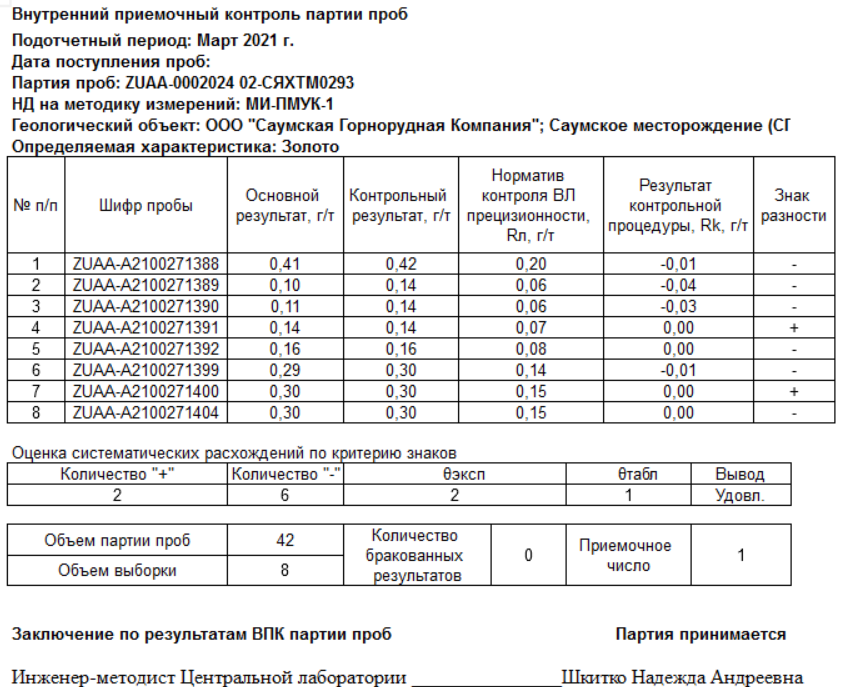 Внутренний приемочный контроль партии проб
Подотчетный период: Март 2021 г.
Дата поступления проб:
Партия проб: ZUAA-0002024 02-СЯХТМ0293
НД на методику измерений: МИ-ПМУК-1
Геологический объект: ООО "Саумская Горнорудная Компания"; Саумское месторождение (СГ
Определяемая характеристика: Золото
№ п/п Шифр пробы Основной результат, г/т Контрольный результат, г/т Норматив контроля ВЛ прецизионности, Rл, г/т Результат контрольной процедуры, Rk, г/т Знак разности
1 ZUAA-A2100271388 0,41 0,42 0,20 -0,01 -
2 ZUAA-A2100271389 0,10 0,14 0,06 -0,04 -
3 ZUAA-A2100271390 0,11 0,14 0,06 -0,03 -
4 ZUAA-A2100271391 0,14 0,14 0,07 0,00 +
5 ZUAA-A2100271392 0,16 0,16 0,08 0,00 -
6 ZUAA-A2100271399 0,29 0,30 0,14 -0,01 -
7 ZUAA-A2100271400 0,30 0,30 0,15 0,00 +
8 ZUAA-A2100271404 0,30 0,30 0,15 0,00 -
Оценка систематических расхождений по критерию знаков
Количество "+" Количество "-" θэксп θтабл Вывод
2 6 2 1 Удовл.
Объем партии проб 42 Количество бракованных результатов 0 Приемочное число 1
Объем выборки 8
Заключение по результатам ВПК партии проб Партия принимается
Инженер-методист Центральной лаборатории _______________ Шкитко Надежда Андреевна